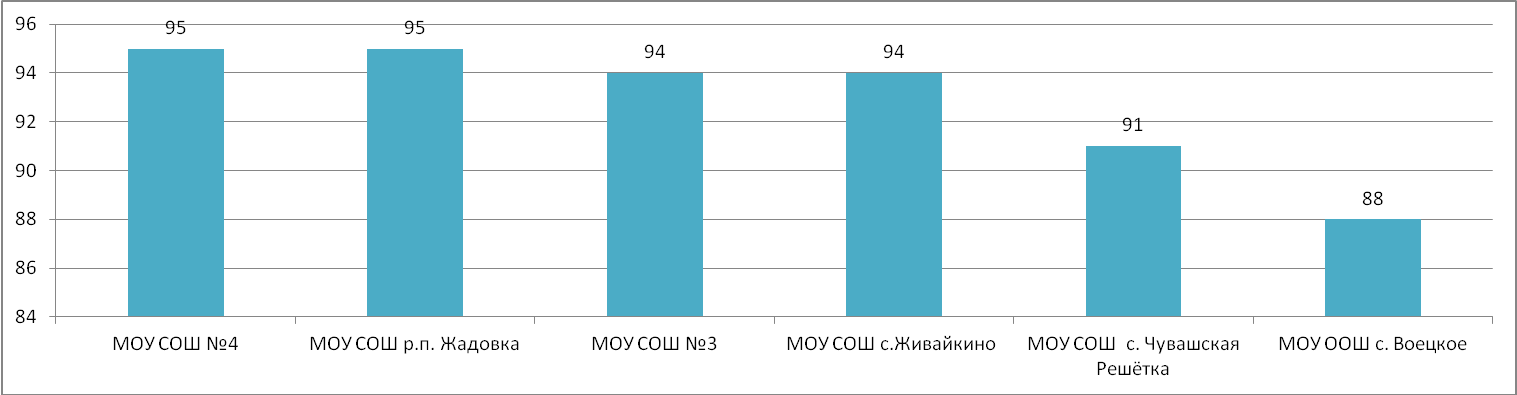 96
94
92
90
88
86
84
95
95
94
94
91
88
МОУ СОШ №4
МОУ СОШ р.п. Жадовка
МОУ СОШ №3
МОУ СОШ с.Живайкино
МОУ СОШ  с. Чувашская
Решётка
МОУ ООШ с. Воецкое